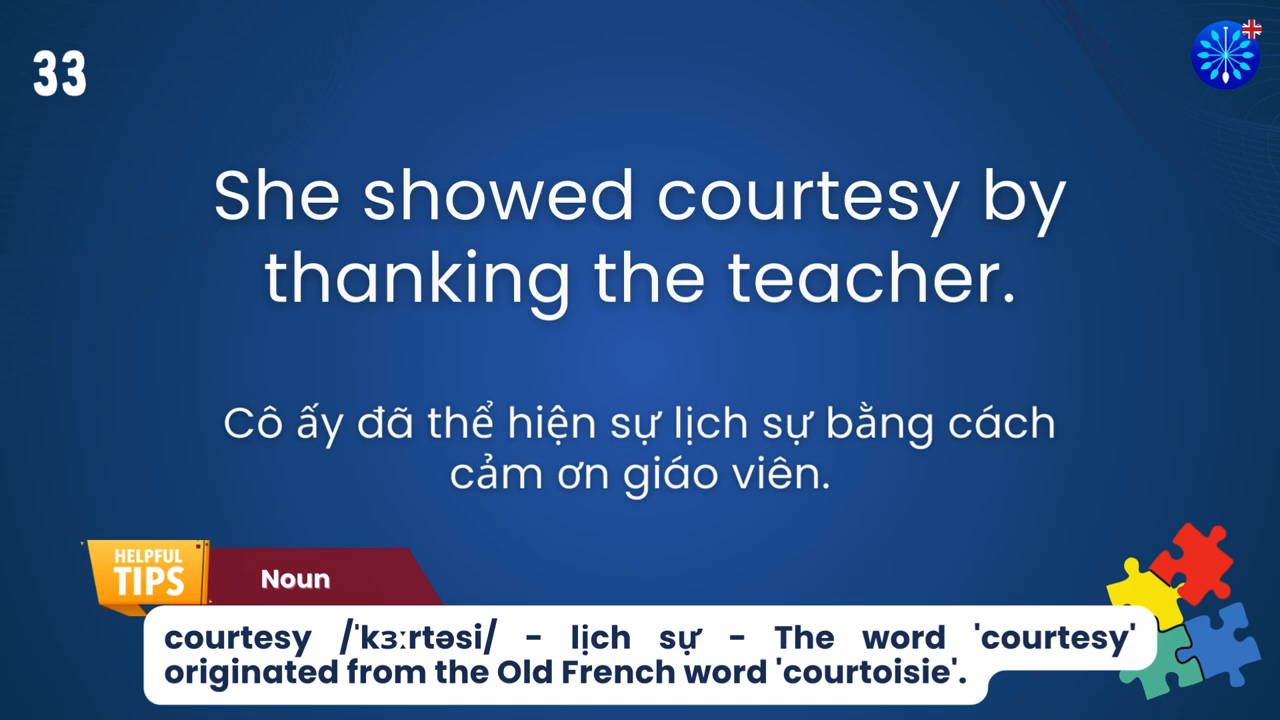 33
She showed courtesy by
thanking the teacher.
Cô ấy đã thể hiện sự lịch sự bằng cách
cảm ơn giáo viên.
HELPFUL
TIPS
Noun
courtesy /ˈkɜːrtəsi/ - lịch sự - The word 'courtesy'
originated from the Old French word 'courtoisie'.